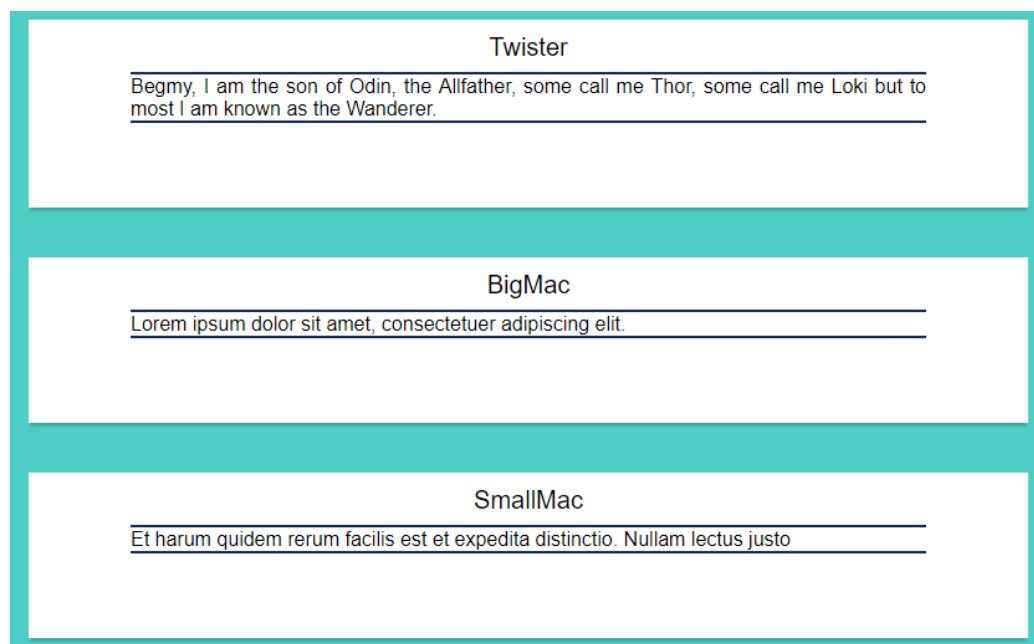 Twister
Begmy, I am the son of Odin, the Allfather, some call me Thor, some call me Loki but to
most I am known as the Wanderer.
BigMac
Lorem ipsum dolor sit amet, consectetuer adipiscing elit.
SmallMac
Et harum quidem rerum facilis est et expedita distinctio. Nullam lectus justo